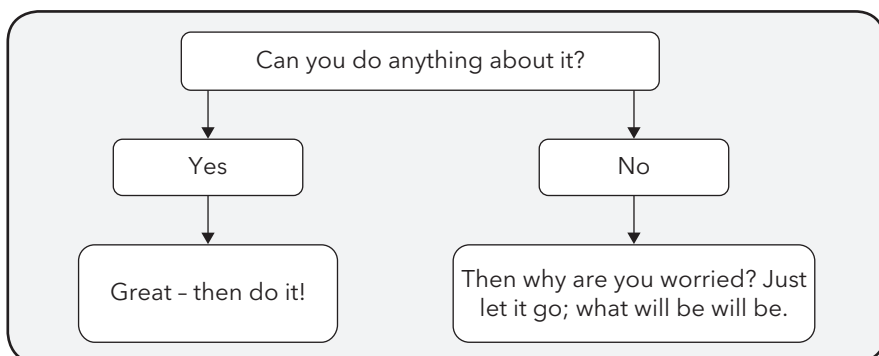 Can you do anything about it?
Yes
No
Great – then do it!
Then why are you worried? Just
let it go; what will be will be.